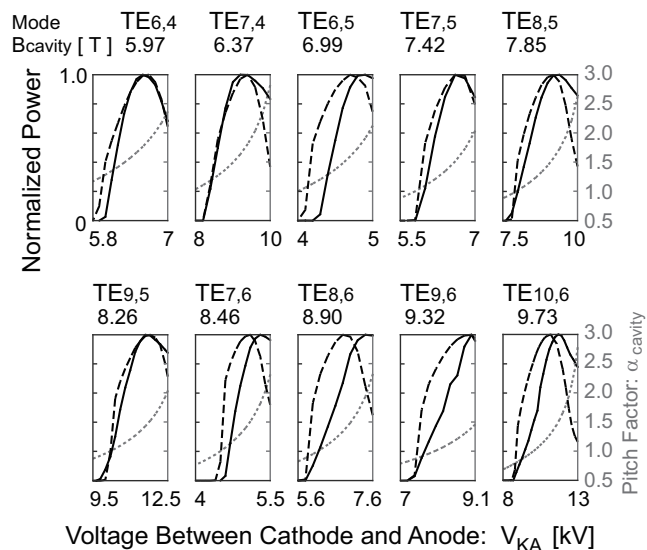 Mode TE6,4 TE7,4 TE6,5 TE7,5 TE8,5
Bcavity [ T ] 5.97 6.37 6.99 7.42 7.85
Normalized Power
1.0
0
3.0
2.5
2.0
1.5
1.0
0.5
5.8 7 8 10 4 5 5.5 7 7.5 10
TE9,5 TE7,6 TE8,6 TE9,6 TE10,6
8.26 8.46 8.90 9.32 9.73
3.0
2.5
2.0
1.5
1.0
0.5
Pitch Factor: α cavity
9.5 12.5 4 5.5 5.6 7.6 7 9.1 8 13
Voltage Between Cathode and Anode: VKA [kV]